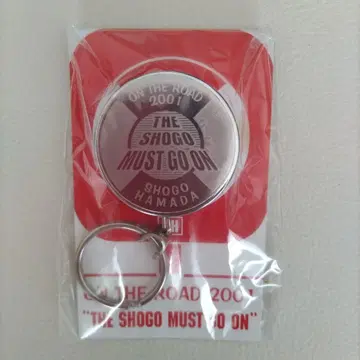 ON THE ROAD
2001
THE
SHOGO
MUST GO ON
SHOGO
HAMADA
ON THE ROAD 2001
"THE SHOGO MUST GO ON"